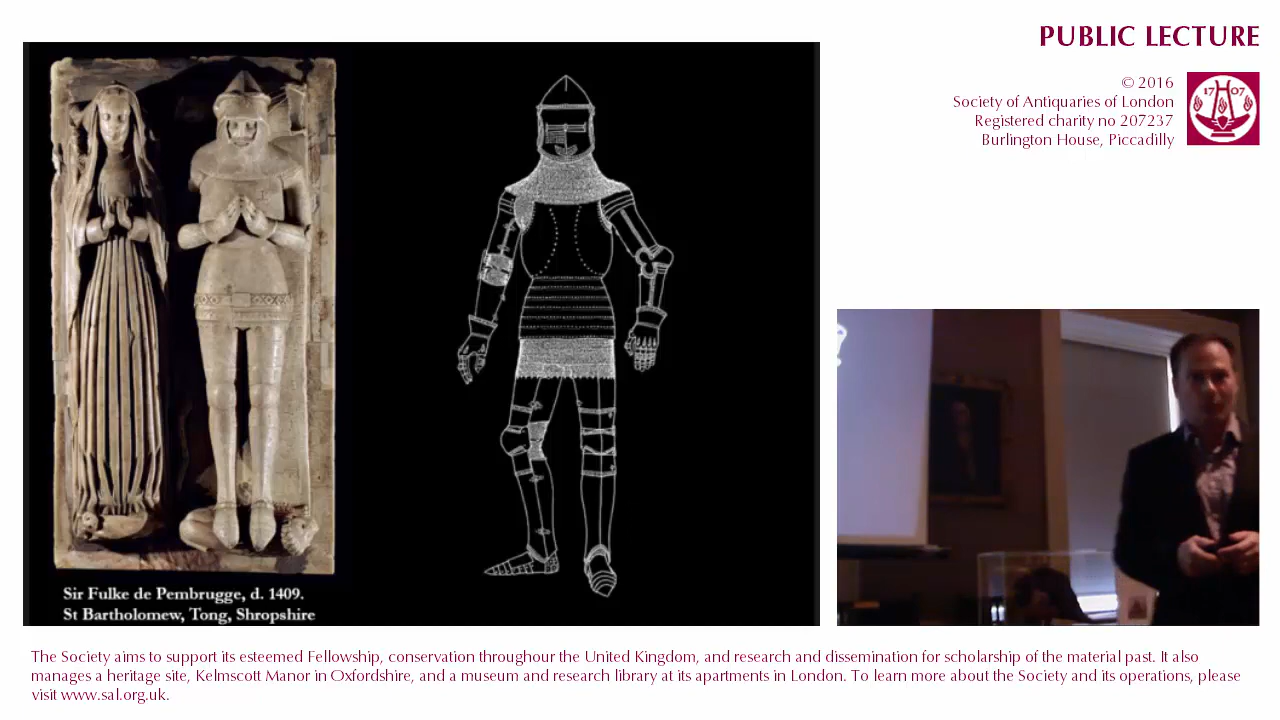 PUBLIC LECTURE
© 2016
Society of Antiquaries of London
Registered charity no 207237
Burlington House, Piccadilly
17 07
Sir Fulke de Pembrugge, d. 1409.
St Bartholomew, Tong, Shropshire
The Society aims to support its esteemed Fellowship, conservation throughout the United Kingdom, and research and dissemination for scholarship of the material past. It also
manages a heritage site, Kelmscott Manor in Oxfordshire, and a museum and research library at its apartments in London. To learn more about the Society and its operations, please
visit www.sal.org.uk.